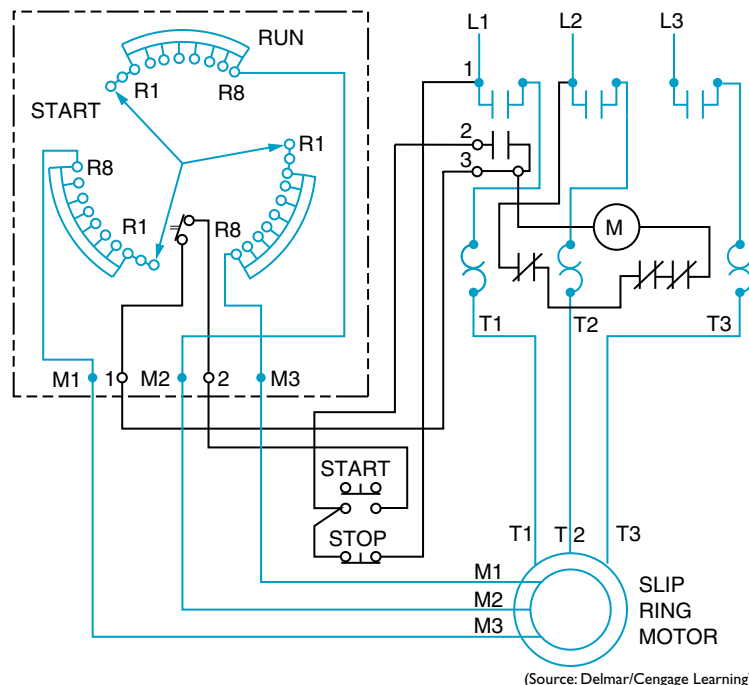 RUN
R1
R8
START
R8
R1
R1
R8
L1
L2
L3
1
2
3
M
T1
T2
T3
M1
1
M2
2
M3
START
STOP
T1
T 2
T3
M1
M2
M3
SLIP
RING
MOTOR
(Source: Delmar/Cengage Learning)